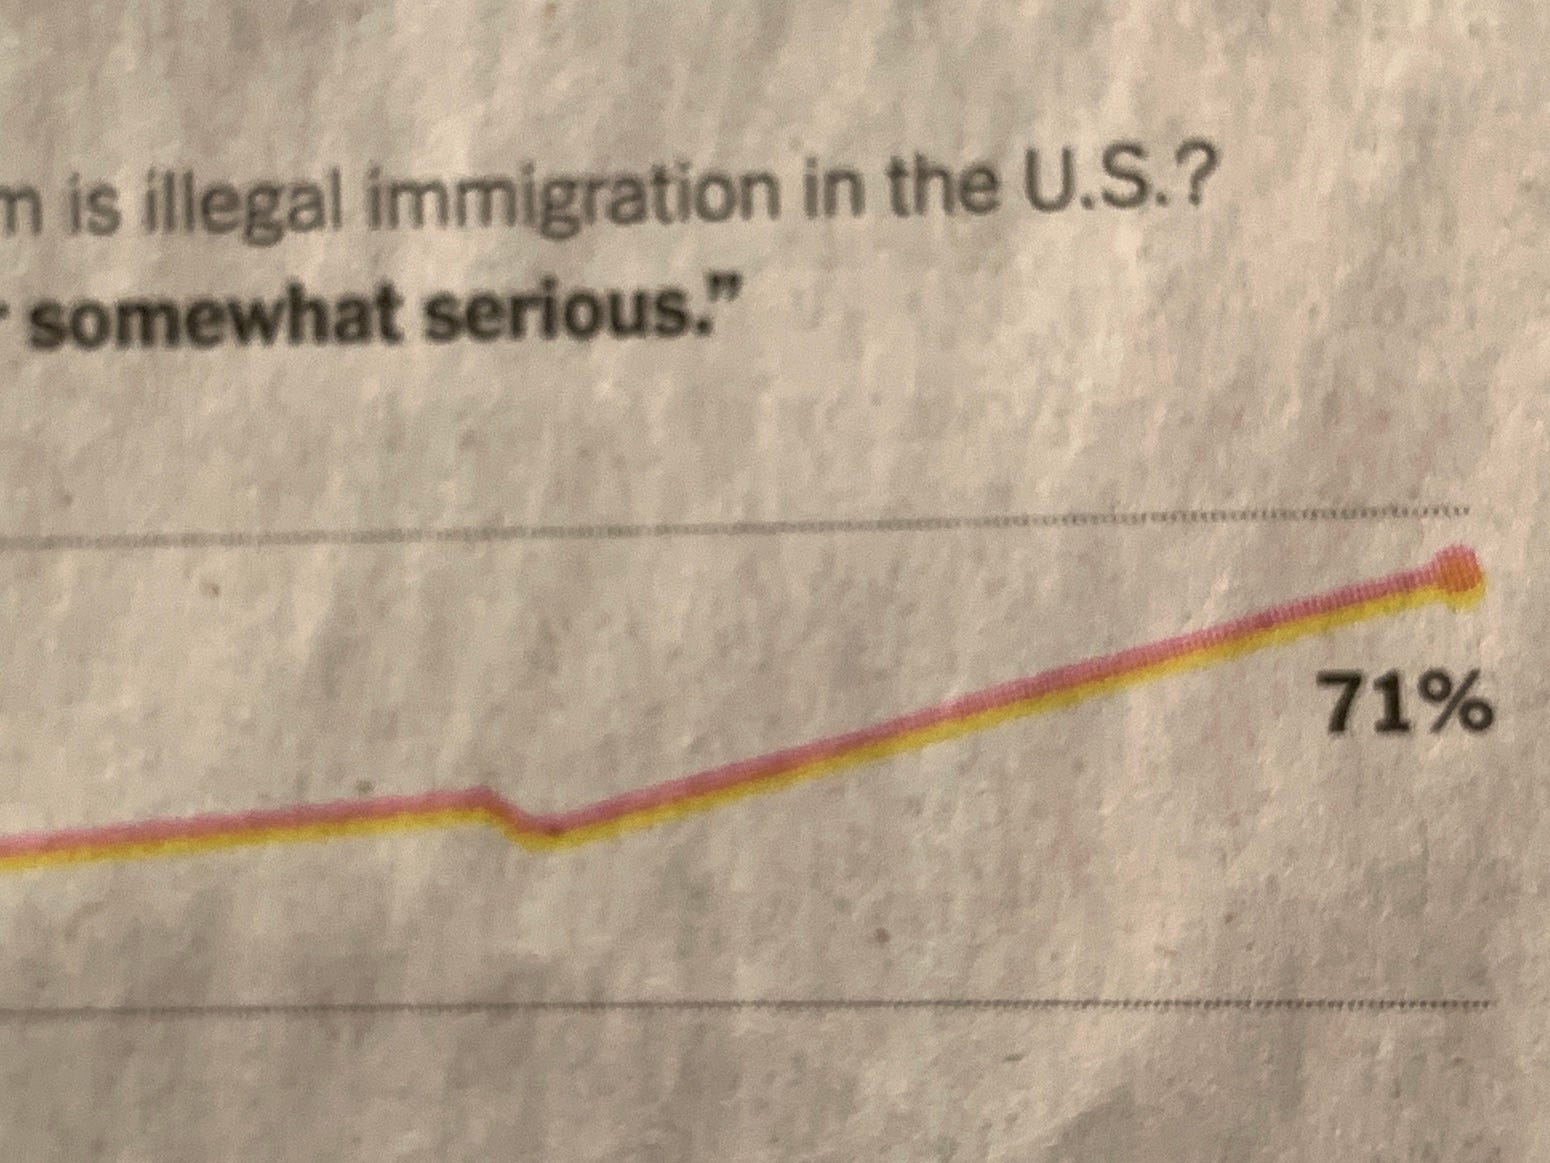 m is illegal immigration in the U.S.?
somewhat serious.”
71%